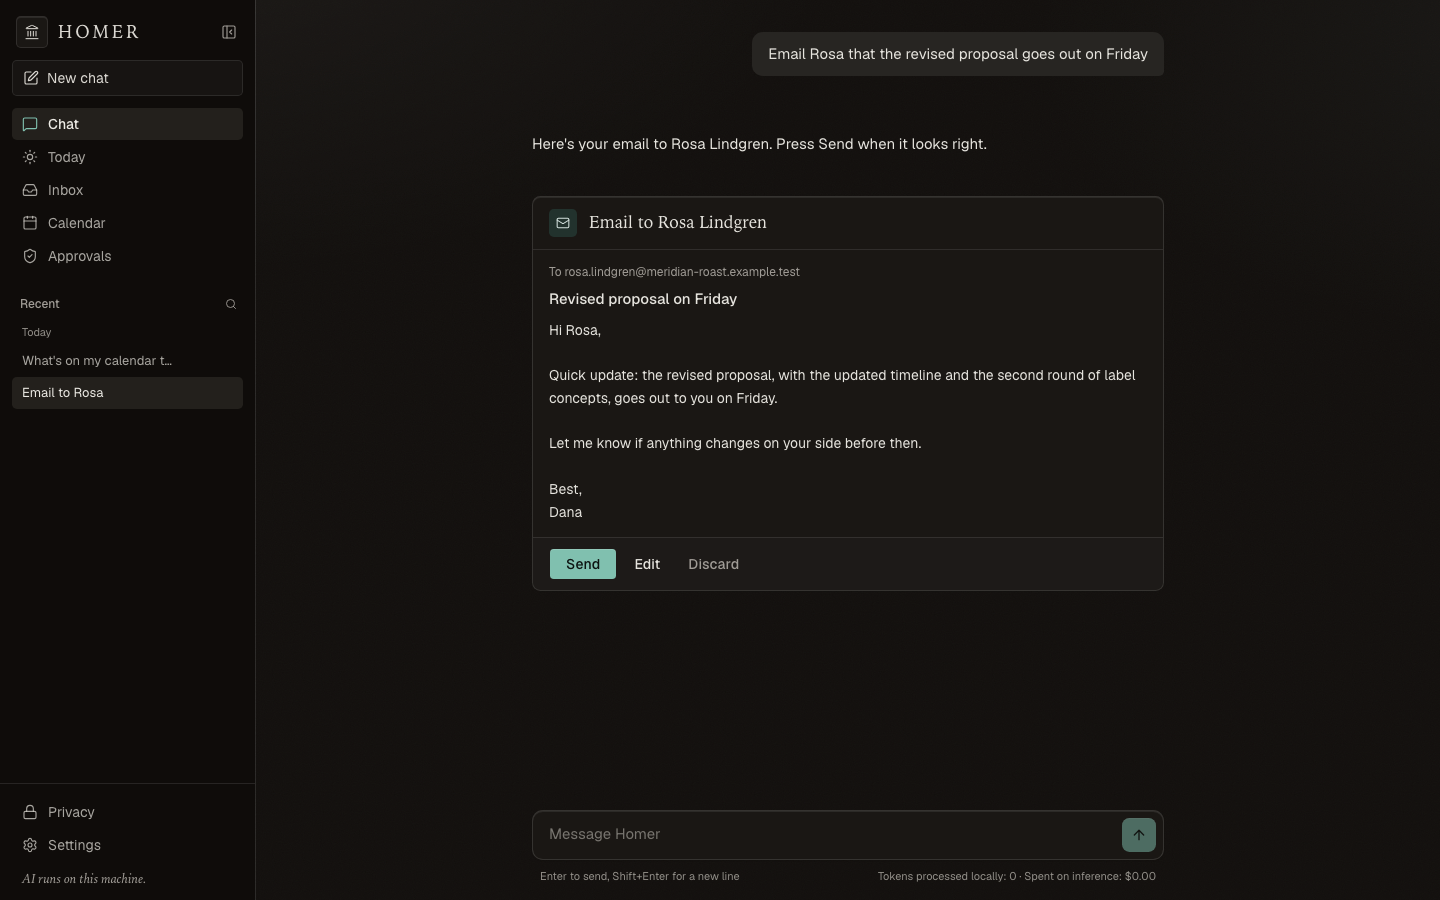 HOMER
New chat
Chat
Today
Inbox
Calendar
Approvals
Recent
Today
What's on my calendar t...
Email to Rosa
Privacy
Settings
AI runs on this machine.
Email Rosa that the revised proposal goes out on Friday
Here's your email to Rosa Lindgren. Press Send when it looks right.
Email to Rosa Lindgren
To rosa.lindgren@meridian-roast.example.test
Revised proposal on Friday
Hi Rosa,
Quick update: the revised proposal, with the updated timeline and the second round of label
concepts, goes out to you on Friday.
Let me know if anything changes on your side before then.
Best,
Dana
Send Edit Discard
Message Homer
Enter to send, Shift+Enter for a new line
Tokens processed locally: 0 · Spent on inference: $0.00